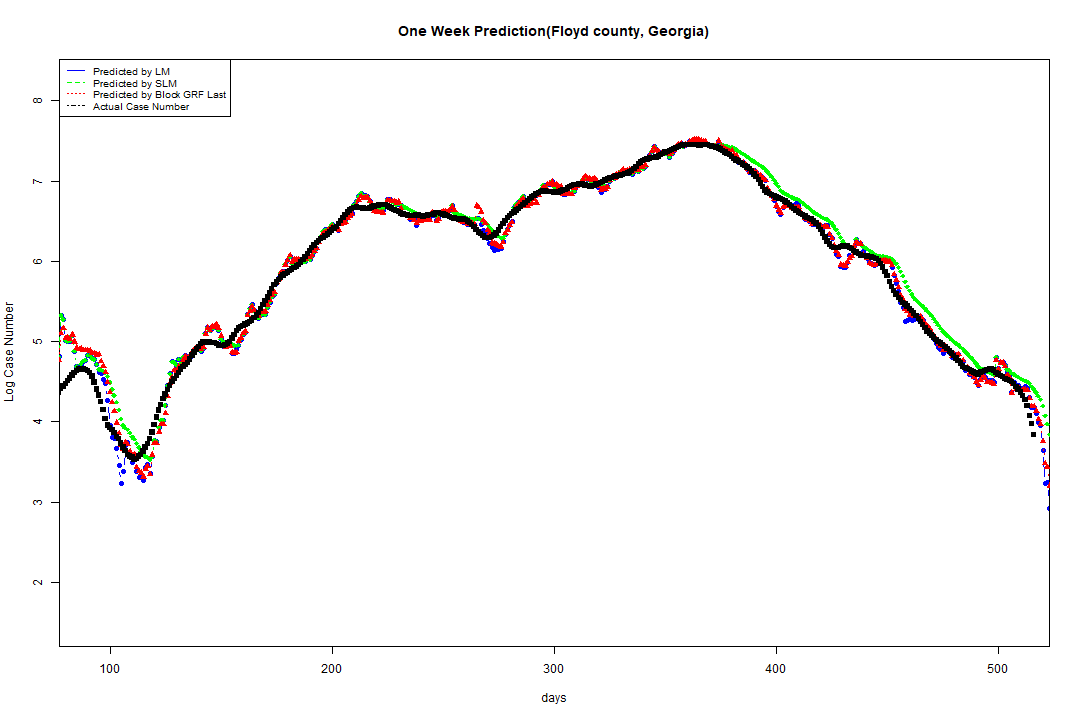 One Week Prediction(Floyd county, Georgia)
Predicted by LM
Predicted by SLM
Predicted by Block GRF Last
Actual Case Number
Log Case Number
8
7
6
5
4
3
2
100 200 300 400 500
days